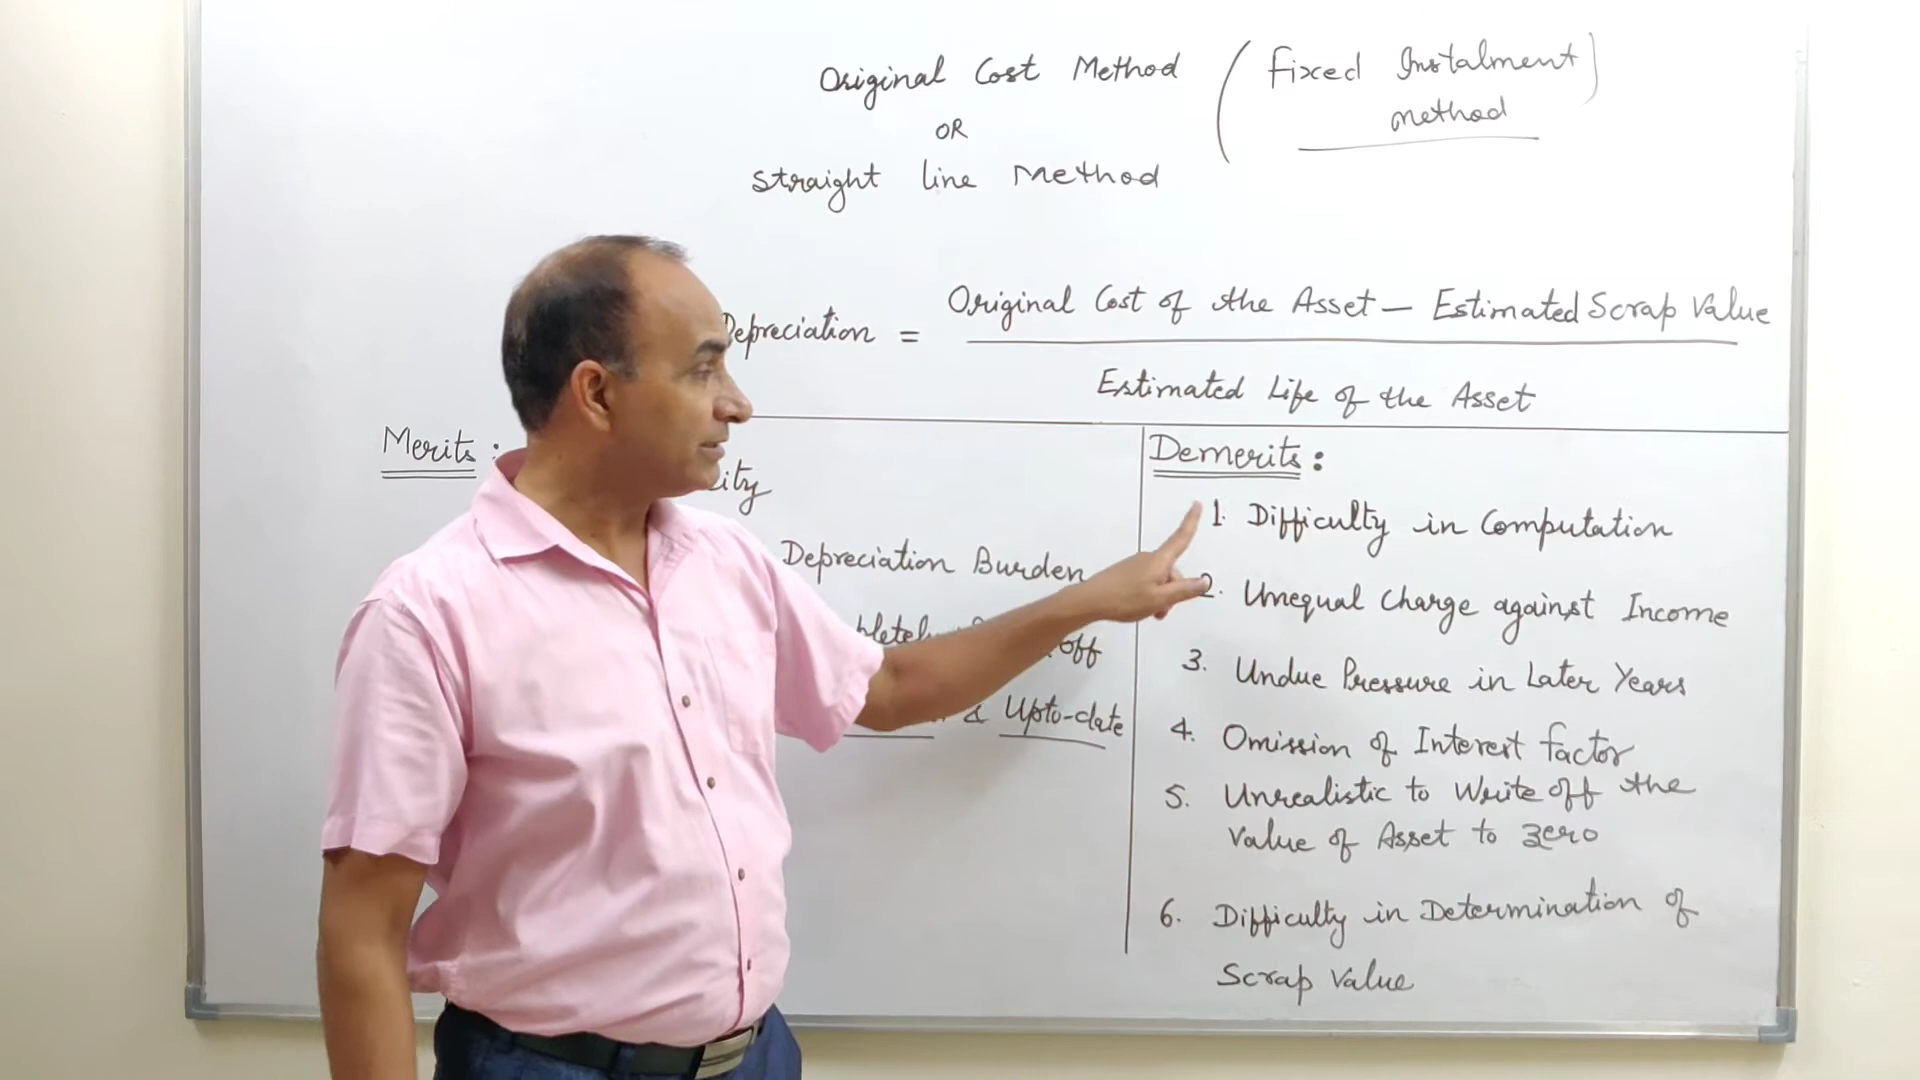 Original Cost Method (Fixed Instalment
method
OR
Straight line Method
Depreciation = Original Cost of the Asset – Estimated Scrap Value
Estimated Life of the Asset
Merits :
Depreciation Burden
off
& Upto-date
Demerits :
1. Difficulty in Computation
2. Unequal Charge against Income
3. Undue Pressure in Later Years
4. Omission of Interest factor
5. Unrealistic to Write off the
Value of Asset to zero
6. Difficulty in Determination of
Scrap Value